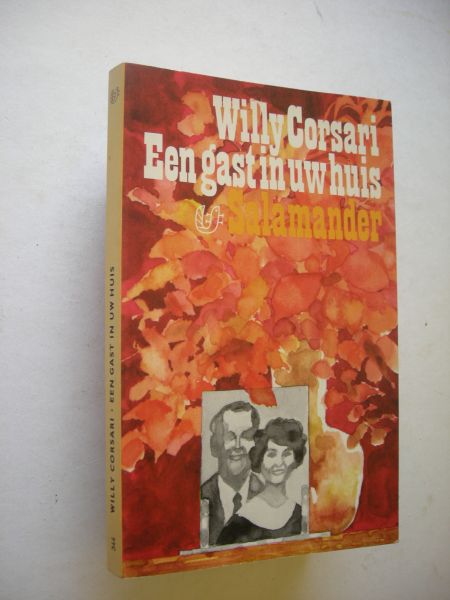 Willy Corsari
Een gast in uw huis
Salamander
WILLY CORSARI • EEN GAST IN UW HUIS